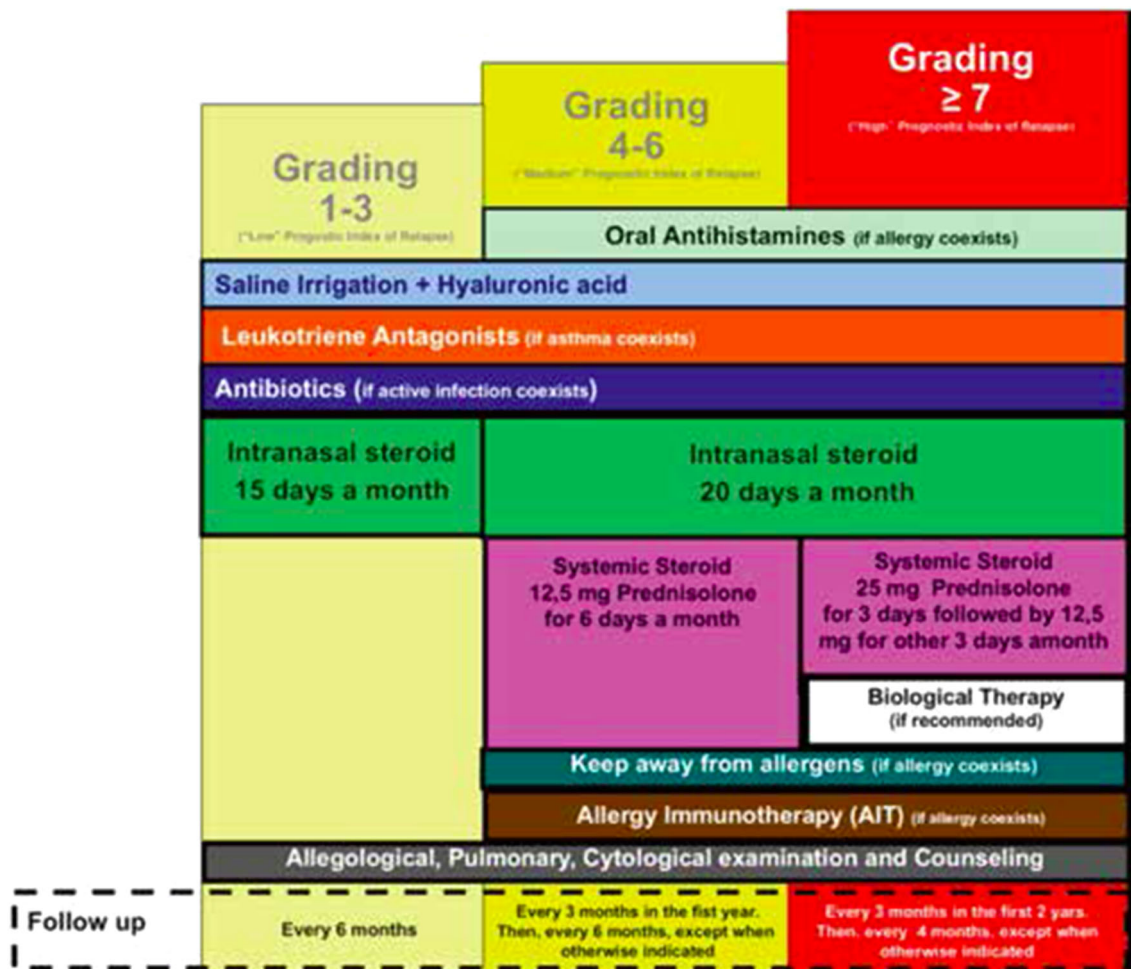 Grading
≥ 7
("High" Prognostic Index of Relapse)
Grading
4-6
("Medium" Prognostic Index of Relapse)
Grading
1-3
("Low" Prognostic Index of Relapse)
Oral Antihistamines (if allergy coexists)
Saline Irrigation + Hyaluronic acid
Leukotriene Antagonists (if asthma coexists)
Antibiotics (if active infection coexists)
Intranasal steroid
15 days a month
Intranasal steroid
20 days a month
Systemic Steroid
12,5 mg Prednisolone
for 6 days a month
Systemic Steroid
25 mg Prednisolone
for 3 days followed by 12,5
mg for other 3 days amonth
Biological Therapy
(if recommended)
Keep away from allergens (if allergy coexists)
Allergy Immunotherapy (AIT) (if allergy coexists)
Allegological, Pulmonary, Cytological examination and Counseling
Follow up
Every 6 months
Every 3 months in the fist year.
Then, every 6 months, except when
otherwise indicated
Every 3 months in the first 2 yars.
Then, every 4 months, except when
otherwise indicated